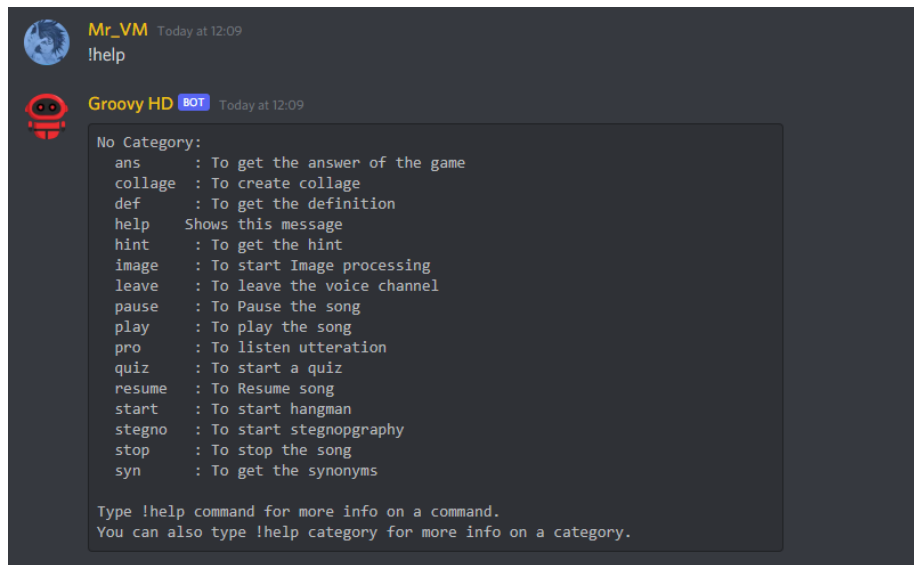 Mr_VM Today at 12:09
!help
Groovy HD BOT Today at 12:09
No Category:
ans : To get the answer of the game
collage : To create collage
def : To get the definition
help Shows this message
hint : To get the hint
image : To start Image processing
leave : To leave the voice channel
pause : To Pause the song
play : To play the song
pro : To listen utteration
quiz : To start a quiz
resume : To Resume song
start : To start hangman
stegno : To start stegnopgraphy
stop : To stop the song
syn : To get the synonyms
Type !help command for more info on a command.
You can also type !help category for more info on a category.